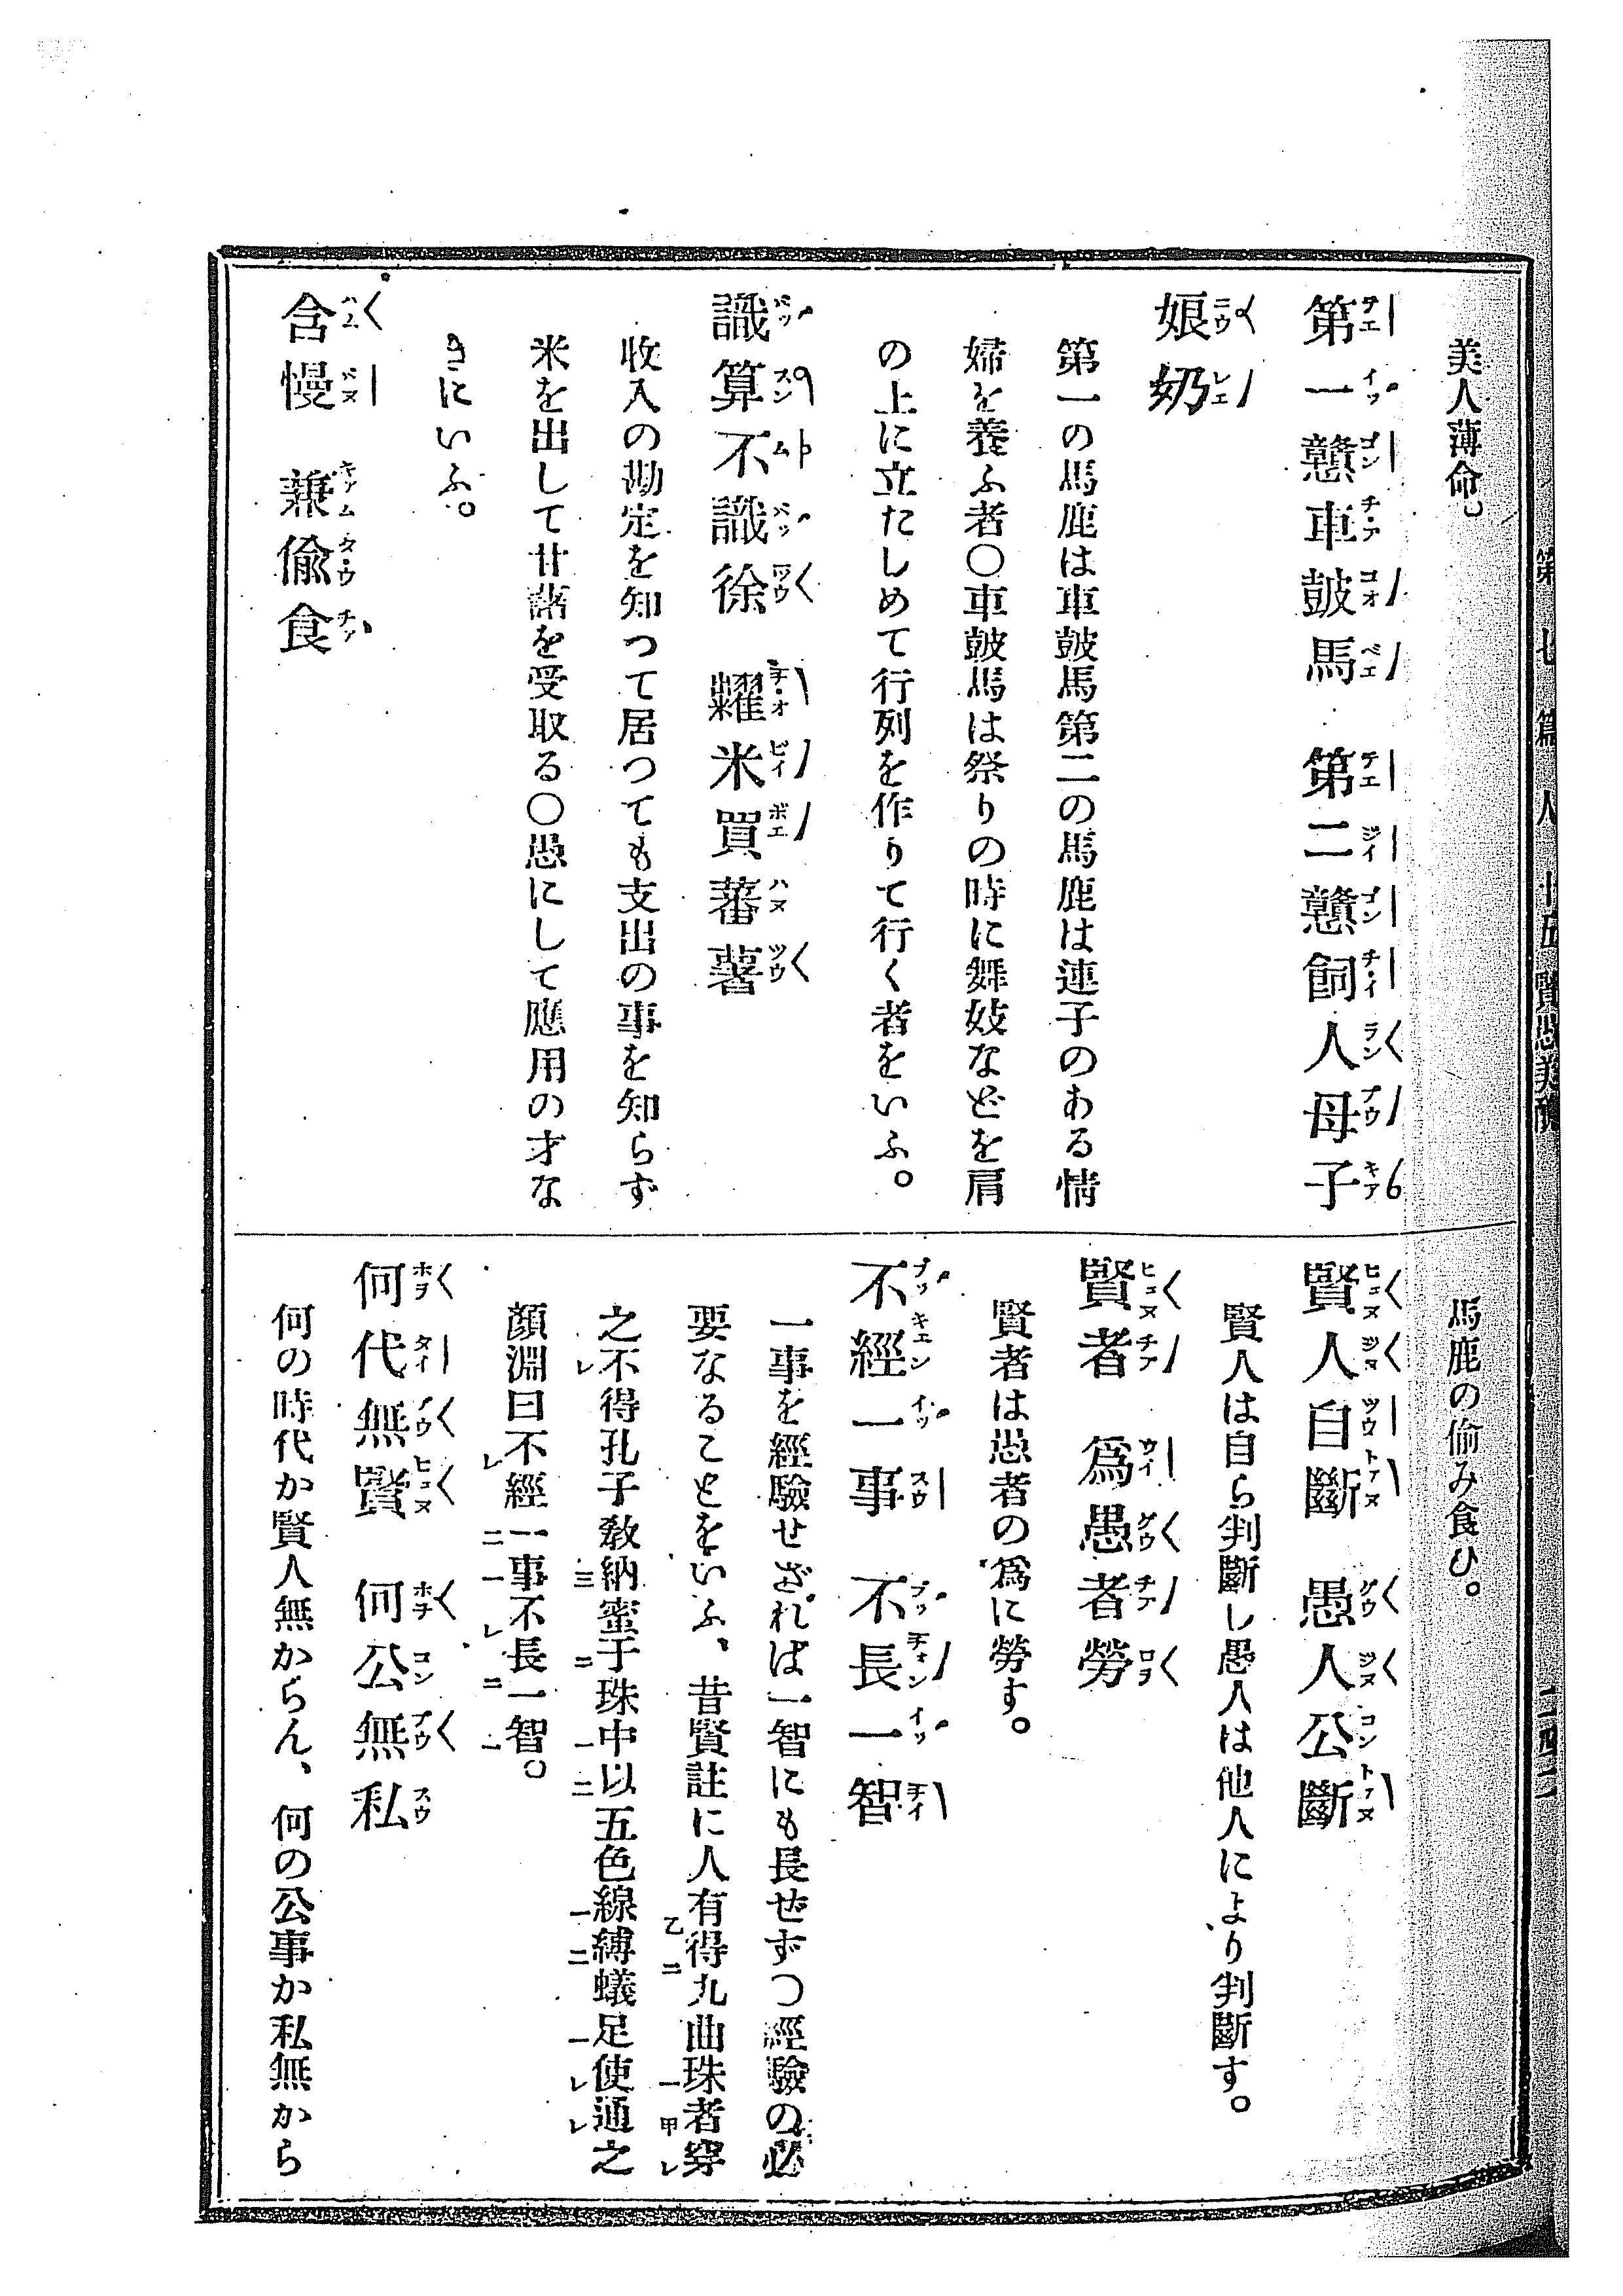 第七篇 人 十五 賢愚美醜 二四二
美人薄命。
第一戇車皷馬 第二戇飼人母子
娘奶
第一の馬鹿は車皷馬第二の馬鹿は連子のある情
婦を養ふ者〇車皷馬は祭りの時に舞妓などを肩
の上に立たしめて行列を作りて行く者をいふ。
識算不識徐 糶米買蕃薯
收入の勘定を知つて居つても支出の事を知らず
米を出して甘藷を受取る〇愚にして應用の才な
きにいふ。
含慢 兼偸食
馬鹿の偷み食ひ。
賢人自斷 愚人公斷
賢人は自ら判斷し愚人は他人により判斷す。
賢者 爲愚者勞
賢者は愚者の爲に勞す。
不經一事 不長一智
一事を經驗せざれば一智にも長ぜずつ經驗の必
要なることをいふ、昔賢註に人有得九曲珠者穿
之不得孔子教納蜜于珠中以五色線縛蟻足使通之
顏淵曰不經一事不長一智。
何代無賢 何公無私
何の時代か賢人無からん、何の公事か私無から